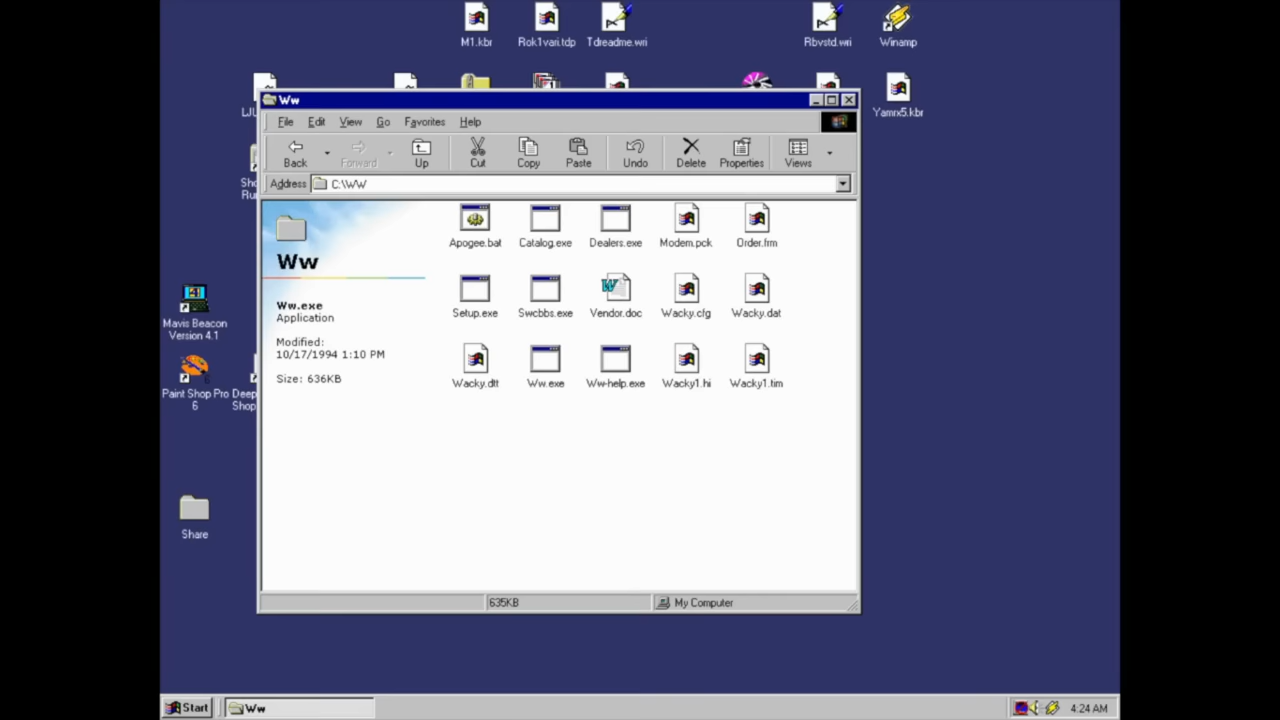 M1.kbr
Rok1vari.tdp
Tdreadme.wri
Rbvstd.wri
Winamp
Ww
Yamrx5.kbr
File Edit View Go Favorites Help
Back Forward Up Cut Copy Paste Undo Delete Properties Views
Address C:\WW
Ww
Ww.exe
Application
Modified:
10/17/1994 1:10 PM
Size: 636KB
Apogee.bat Catalog.exe Dealers.exe Modem.pck Order.frm
Setup.exe Swcbbs.exe Vendor.doc Wacky.cfg Wacky.dat
Wacky.dtt Ww.exe Ww-help.exe Wacky1.hi Wacky1.tim
Mavis Beacon
Version 4.1
Paint Shop Pro
6
Deep
Shop
Share
635KB
My Computer
Start
Ww
4:24 AM